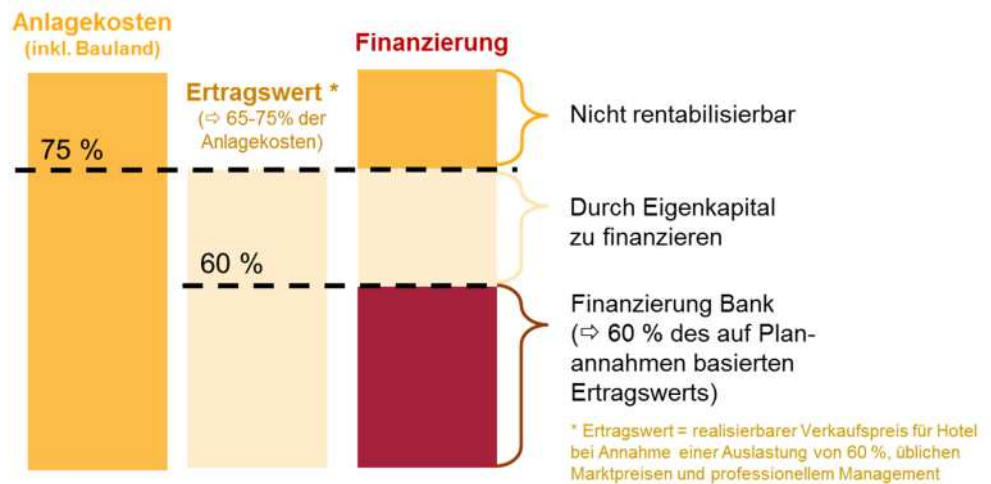 Anlagekosten
(inkl. Bauland)
Finanzierung
Ertragswert *
(⇨ 65-75% der
Anlagekosten)
75 %
60 %
Nicht rentabilisierbar
Durch Eigenkapital
zu finanzieren
Finanzierung Bank
(⇨ 60 % des auf Plan-
annahmen basierten
Ertragswerts)
* Ertragswert = realisierbarer Verkaufspreis für Hotel
bei Annahme einer Auslastung von 60 %, üblichen
Marktpreisen und professionellem Management